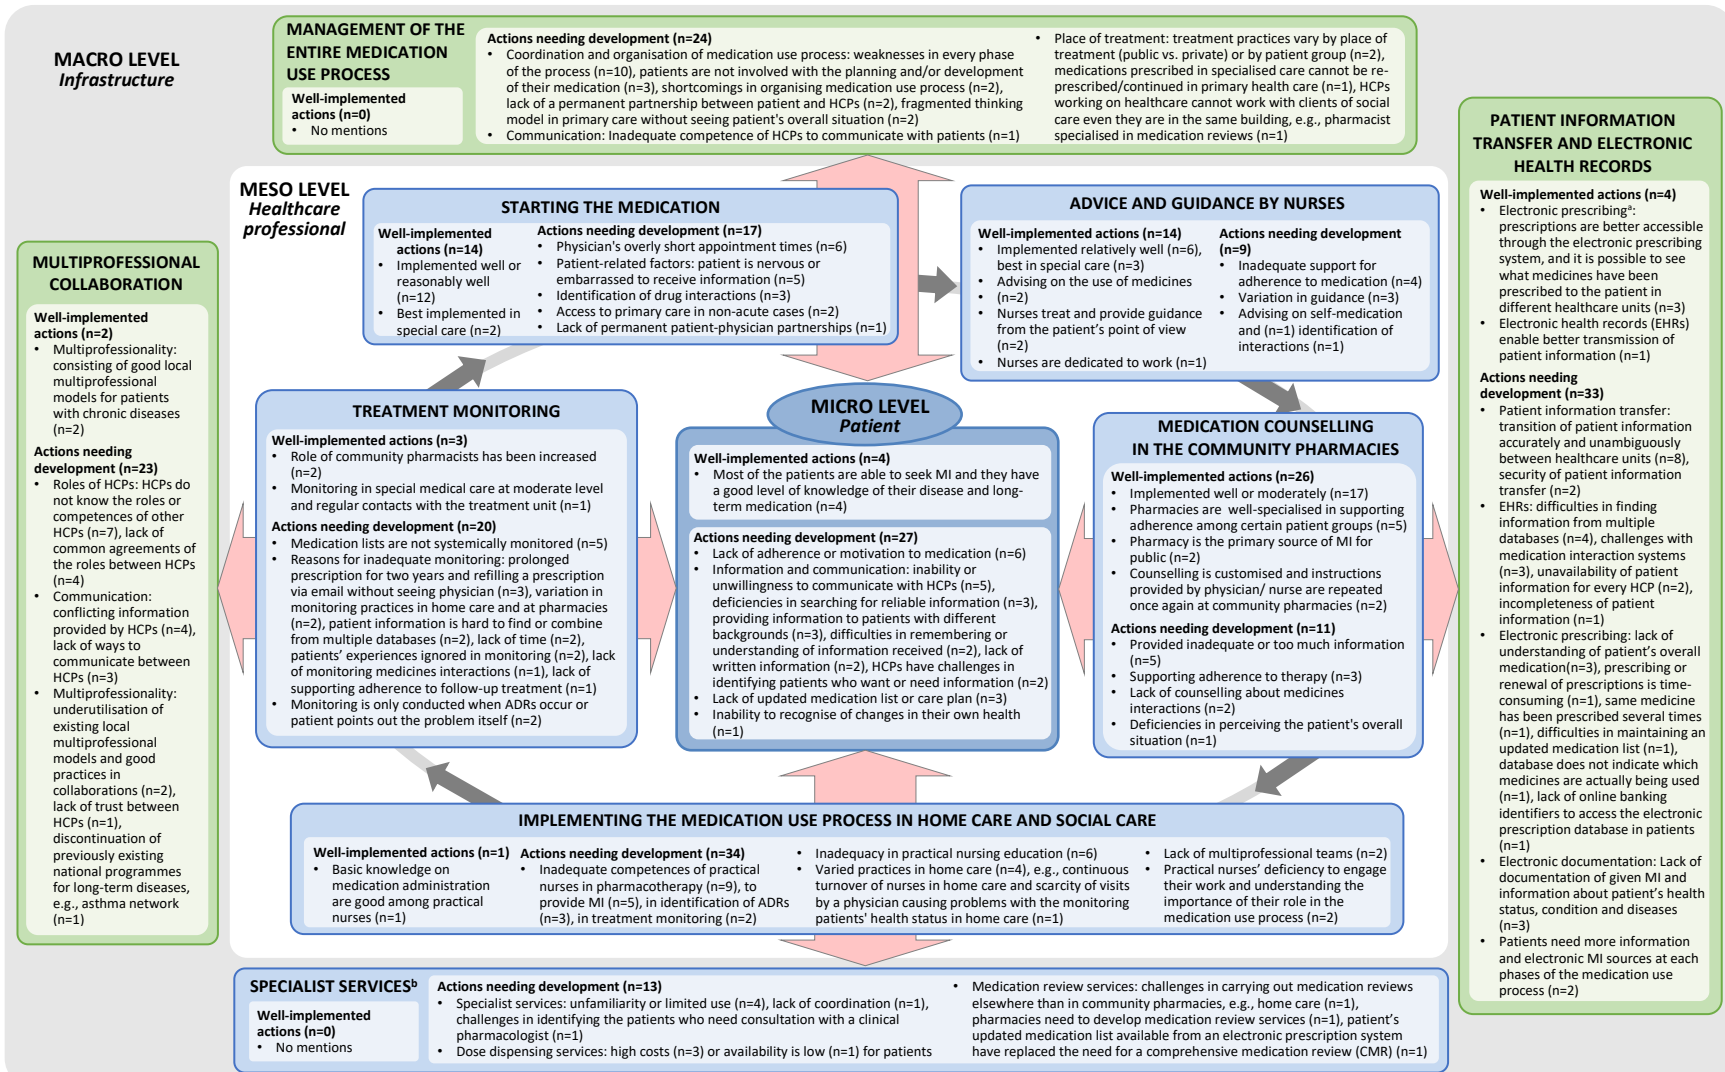 MACRO LEVEL
Infrastructure
MANAGEMENT OF THE
ENTIRE MEDICATION
USE PROCESS
Well-implemented
actions (n=0)
• No mentions
Actions needing development (n=24)
• Coordination and organisation of medication use process: weaknesses in every phase
of the process (n=10), patients are not involved with the planning and/or development
of their medication (n=3), shortcomings in organising medication use process (n=2),
lack of a permanent partnership between patient and HCPs (n=2), fragmented thinking
model in primary care without seeing patient's overall situation (n=2)
• Communication: Inadequate competence of HCPs to communicate with patients (n=1)
• Place of treatment: treatment practices vary by place of
treatment (public vs. private) or by patient group (n=2),
medications prescribed in specialised care cannot be re-
prescribed/continued in primary health care (n=1), HCPs
working on healthcare cannot work with clients of social
care even they are in the same building, e.g., pharmacist
specialised in medication reviews (n=1)
MULTIPROFESSIONAL
COLLABORATION
Well-implemented
actions (n=2)
• Multiprofessionality:
consisting of good local
multiprofessional
models for patients
with chronic diseases
(n=2)
Actions needing
development (n=23)
• Roles of HCPs: HCPs do
not know the roles or
competences of other
HCPs (n=7), lack of
common agreements of
the roles between HCPs
(n=4)
• Communication:
conflicting information
provided by HCPs (n=4),
lack of ways to
communicate between
HCPs (n=3)
• Multiprofessionality:
underutilisation of
existing local
multiprofessional
models and good
practices in
collaborations (n=2),
lack of trust between
HCPs (n=1),
discontinuation of
previously existing
national programmes
for long-term diseases,
e.g., asthma network
(n=1)
MESO LEVEL
Healthcare
professional
STARTING THE MEDICATION
Well-implemented
actions (n=14)
• Implemented well or
reasonably well
(n=12)
• Best implemented in
special care (n=2)
Actions needing development (n=17)
• Physician's overly short appointment times (n=6)
• Patient-related factors: patient is nervous or
embarrassed to receive information (n=5)
• Identification of drug interactions (n=3)
• Access to primary care in non-acute cases (n=2)
• Lack of permanent patient-physician partnerships (n=1)
ADVICE AND GUIDANCE BY NURSES
Well-implemented actions (n=14)
• Implemented relatively well (n=6),
best in special care (n=3)
• Advising on the use of medicines
• (n=2)
• Nurses treat and provide guidance
from the patient's point of view
(n=2)
• Nurses are dedicated to work (n=1)
Actions needing development
(n=9)
• Inadequate support for
adherence to medication (n=4)
• Variation in guidance (n=3)
• Advising on self-medication
and (n=1) identification of
interactions (n=1)
TREATMENT MONITORING
Well-implemented actions (n=3)
• Role of community pharmacists has been increased
(n=2)
• Monitoring in special medical care at moderate level
and regular contacts with the treatment unit (n=1)
Actions needing development (n=20)
• Medication lists are not systemically monitored (n=5)
• Reasons for inadequate monitoring: prolonged
prescription for two years and refilling a prescription
via email without seeing physician (n=3), variation in
monitoring practices in home care and at pharmacies
(n=2), patient information is hard to find or combine
from multiple databases (n=2), lack of time (n=2),
patients' experiences ignored in monitoring (n=2), lack
of monitoring medicines interactions (n=1), lack of
supporting adherence to follow-up treatment (n=1)
• Monitoring is only conducted when ADRs occur or
patient points out the problem itself (n=2)
MICRO LEVEL
Patient
Well-implemented actions (n=4)
• Most of the patients are able to seek MI and they have
a good level of knowledge of their disease and long-
term medication (n=4)
Actions needing development (n=27)
• Lack of adherence or motivation to medication (n=6)
• Information and communication: inability or
unwillingness to communicate with HCPs (n=5),
deficiencies in searching for reliable information (n=3),
providing information to patients with different
backgrounds (n=3), difficulties in remembering or
understanding of information received (n=2), lack of
written information (n=2), HCPs have challenges in
identifying patients who want or need information (n=2)
• Lack of updated medication list or care plan (n=3)
• Inability to recognise of changes in their own health
(n=1)
MEDICATION COUNSELLING
IN THE COMMUNITY PHARMACIES
Well-implemented actions (n=26)
• Implemented well or moderately (n=17)
• Pharmacies are well-specialised in supporting
adherence among certain patient groups (n=5)
• Pharmacy is the primary source of MI for
public (n=2)
• Counselling is customised and instructions
provided by physician/ nurse are repeated
once again at community pharmacies (n=2)
Actions needing development (n=11)
• Provided inadequate or too much information
(n=5)
• Supporting adherence to therapy (n=3)
• Lack of counselling about medicines
interactions (n=2)
• Deficiencies in perceiving the patient's overall
situation (n=1)
IMPLEMENTING THE MEDICATION USE PROCESS IN HOME CARE AND SOCIAL CARE
Well-implemented actions (n=1)
• Basic knowledge on
medication administration
are good among practical
nurses (n=1)
Actions needing development (n=34)
• Inadequate competences of practical
nurses in pharmacotherapy (n=9), to
provide MI (n=5), in identification of ADRs
(n=3), in treatment monitoring (n=2)
• Inadequacy in practical nursing education (n=6)
• Varied practices in home care (n=4), e.g., continuous
turnover of nurses in home care and scarcity of visits
by a physician causing problems with the monitoring
patients' health status in home care (n=1)
• Lack of multiprofessional teams (n=2)
• Practical nurses' deficiency to engage
their work and understanding the
importance of their role in the
medication use process (n=2)
SPECIALIST SERVICESᵇ
Well-implemented
actions (n=0)
• No mentions
Actions needing development (n=13)
• Specialist services: unfamiliarity or limited use (n=4), lack of coordination (n=1),
challenges in identifying the patients who need consultation with a clinical
pharmacologist (n=1)
• Dose dispensing services: high costs (n=3) or availability is low (n=1) for patients
• Medication review services: challenges in carrying out medication reviews
elsewhere than in community pharmacies, e.g., home care (n=1),
pharmacies need to develop medication review services (n=1), patient's
updated medication list available from an electronic prescription system
have replaced the need for a comprehensive medication review (CMR) (n=1)
PATIENT INFORMATION
TRANSFER AND ELECTRONIC
HEALTH RECORDS
Well-implemented actions (n=4)
• Electronic prescribingᵃ:
prescriptions are better accessible
through the electronic prescribing
system, and it is possible to see
what medicines have been
prescribed to the patient in
different healthcare units (n=3)
• Electronic health records (EHRs)
enable better transmission of
patient information (n=1)
Actions needing
development (n=33)
• Patient information transfer:
transition of patient information
accurately and unambiguously
between healthcare units (n=8),
security of patient information
transfer (n=2)
• EHRs: difficulties in finding
information from multiple
databases (n=4), challenges with
medication interaction systems
(n=3), unavailability of patient
information for every HCP (n=2),
incompleteness of patient
information (n=1)
• Electronic prescribing: lack of
understanding of patient's overall
medication(n=3), prescribing or
renewal of prescriptions is time-
consuming (n=1), same medicine
has been prescribed several times
(n=1), difficulties in maintaining an
updated medication list (n=1),
database does not indicate which
medicines are actually being used
(n=1), lack of online banking
identifiers to access the electronic
prescription database in patients
(n=1)
• Electronic documentation: Lack of
documentation of given MI and
information about patient's health
status, condition and diseases
(n=3)
• Patients need more information
and electronic MI sources at each
phases of the medication use
process (n=2)